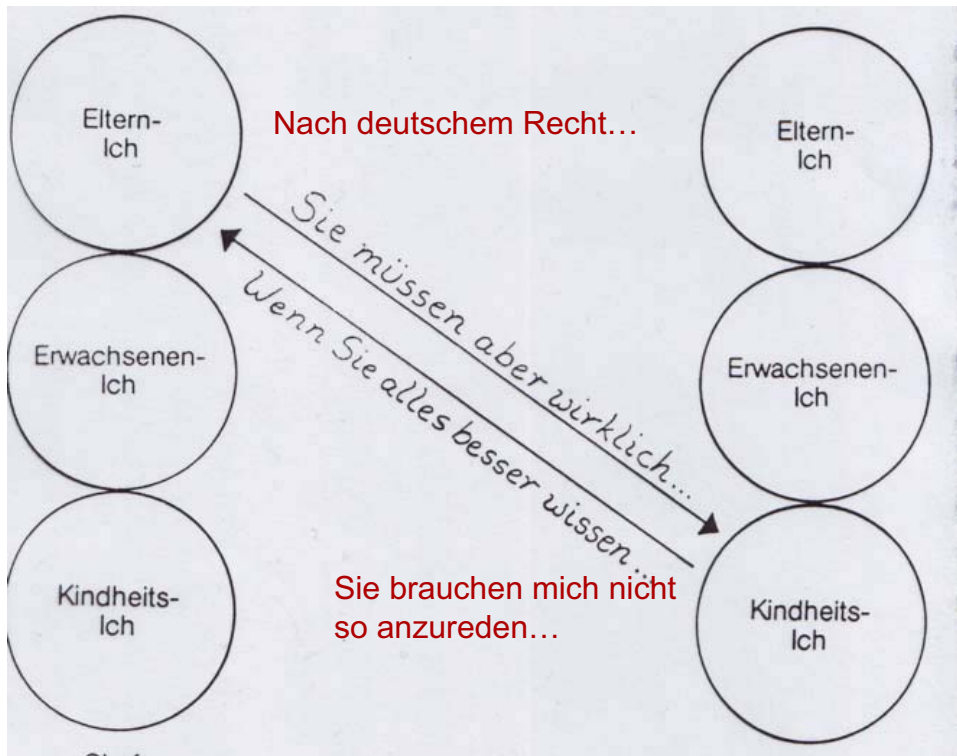 Eltern-
Ich
Nach deutschem Recht...
Eltern-
Ich
Sie müssen aber wirklich...
Wenn Sie alles besser wissen...
Erwachsenen-
Ich
Erwachsenen-
Ich
Kindheits-
Ich
Sie brauchen mich nicht
so anzureden...
Kindheits-
Ich